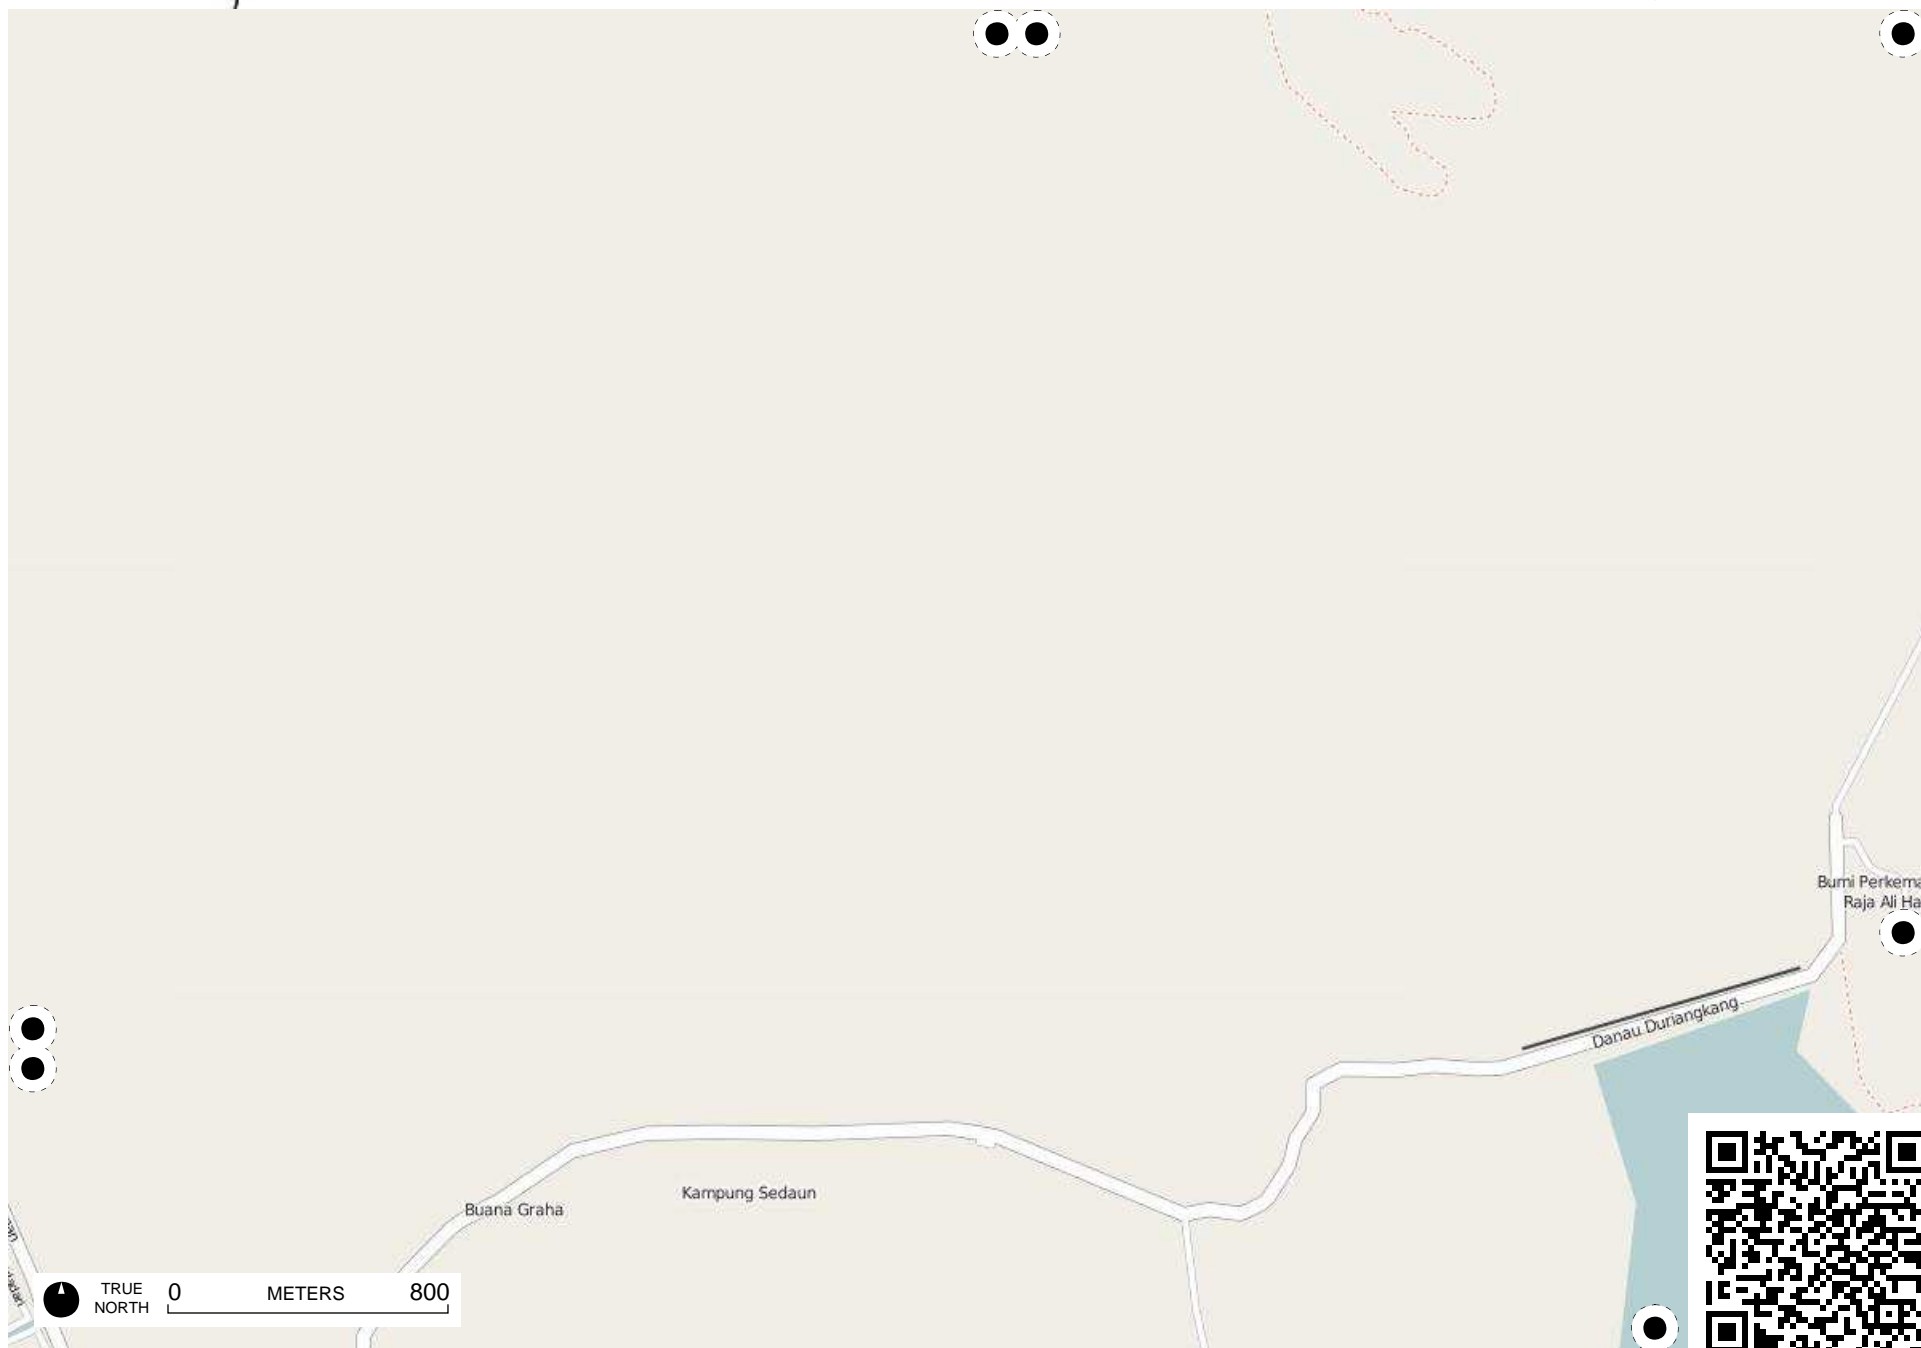 Bumi Perkema
Raja Ali Ha
Danau Duriangkang
Kampung Sedaun
Buana Graha
TRUE
NORTH
0 METERS 800